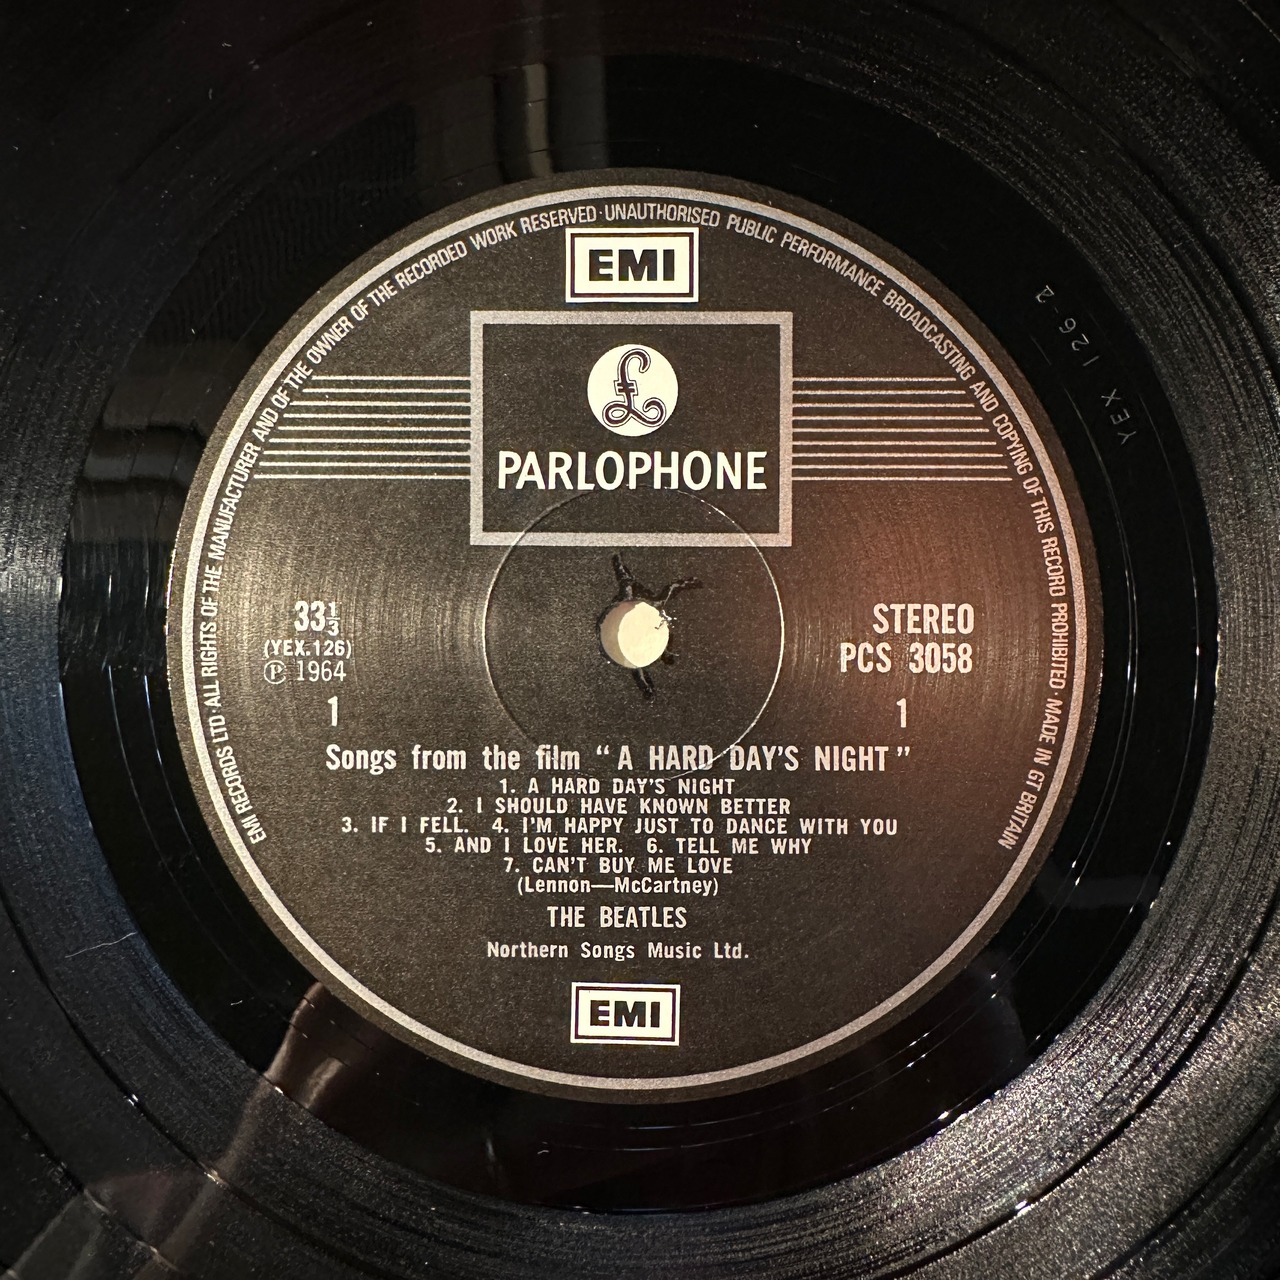 EMI RECORDS LTD · ALL RIGHTS OF THE MANUFACTURER AND OF THE OWNER OF THE RECORDED WORK RESERVED · UNAUTHORISED PUBLIC PERFORMANCE BROADCASTING AND COPYING OF THIS RECORD PROHIBITED · MADE IN GT BRITAIN
EMI
£
PARLOPHONE
33⅓
(YEX.126)
℗ 1964
1
STEREO
PCS 3058
1
Songs from the film “A HARD DAY'S NIGHT”
1. A HARD DAY'S NIGHT
2. I SHOULD HAVE KNOWN BETTER
3. IF I FELL. 4. I'M HAPPY JUST TO DANCE WITH YOU
5. AND I LOVE HER. 6. TELL ME WHY
7. CAN'T BUY ME LOVE
(Lennon—McCartney)
THE BEATLES
Northern Songs Music Ltd.
EMI
YEX 126-2